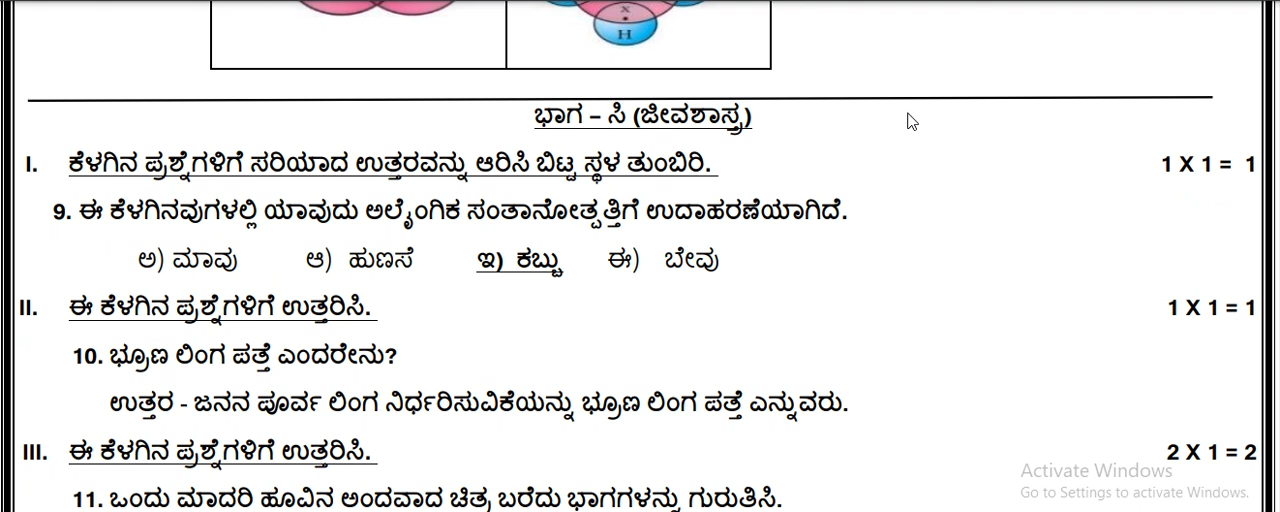 x
H
ಭಾಗ – ಸಿ (ಜೀವಶಾಸ್ತ್ರ)
I. ಕೆಳಗಿನ ಪ್ರಶ್ನೆಗಳಿಗೆ ಸರಿಯಾದ ಉತ್ತರವನ್ನು ಆರಿಸಿ ಬಿಟ್ಟ ಸ್ಥಳ ತುಂಬಿರಿ. 1 X 1 = 1
9. ಈ ಕೆಳಗಿನವುಗಳಲ್ಲಿ ಯಾವುದು ಅಲೈಂಗಿಕ ಸಂತಾನೋತ್ಪತ್ತಿಗೆ ಉದಾಹರಣೆಯಾಗಿದೆ.
ಅ) ಮಾವು ಆ) ಹುಣಸೆ ಇ) ಕಬ್ಬು ಈ) ಬೇವು
II. ಈ ಕೆಳಗಿನ ಪ್ರಶ್ನೆಗಳಿಗೆ ಉತ್ತರಿಸಿ. 1 X 1 = 1
10. ಭ್ರೂಣ ಲಿಂಗ ಪತ್ತೆ ಎಂದರೇನು?
ಉತ್ತರ - ಜನನ ಪೂರ್ವ ಲಿಂಗ ನಿರ್ಧರಿಸುವಿಕೆಯನ್ನು ಭ್ರೂಣ ಲಿಂಗ ಪತ್ತೆ ಎನ್ನುವರು.
III. ಈ ಕೆಳಗಿನ ಪ್ರಶ್ನೆಗಳಿಗೆ ಉತ್ತರಿಸಿ. 2 X 1 = 2
Activate Windows
Go to Settings to activate Windows.
11. ಒಂದು ಮಾದರಿ ಹೂವಿನ ಅಂದವಾದ ಚಿತ್ರ ಬರೆದು ಭಾಗಗಳನ್ನು ಗುರುತಿಸಿ.